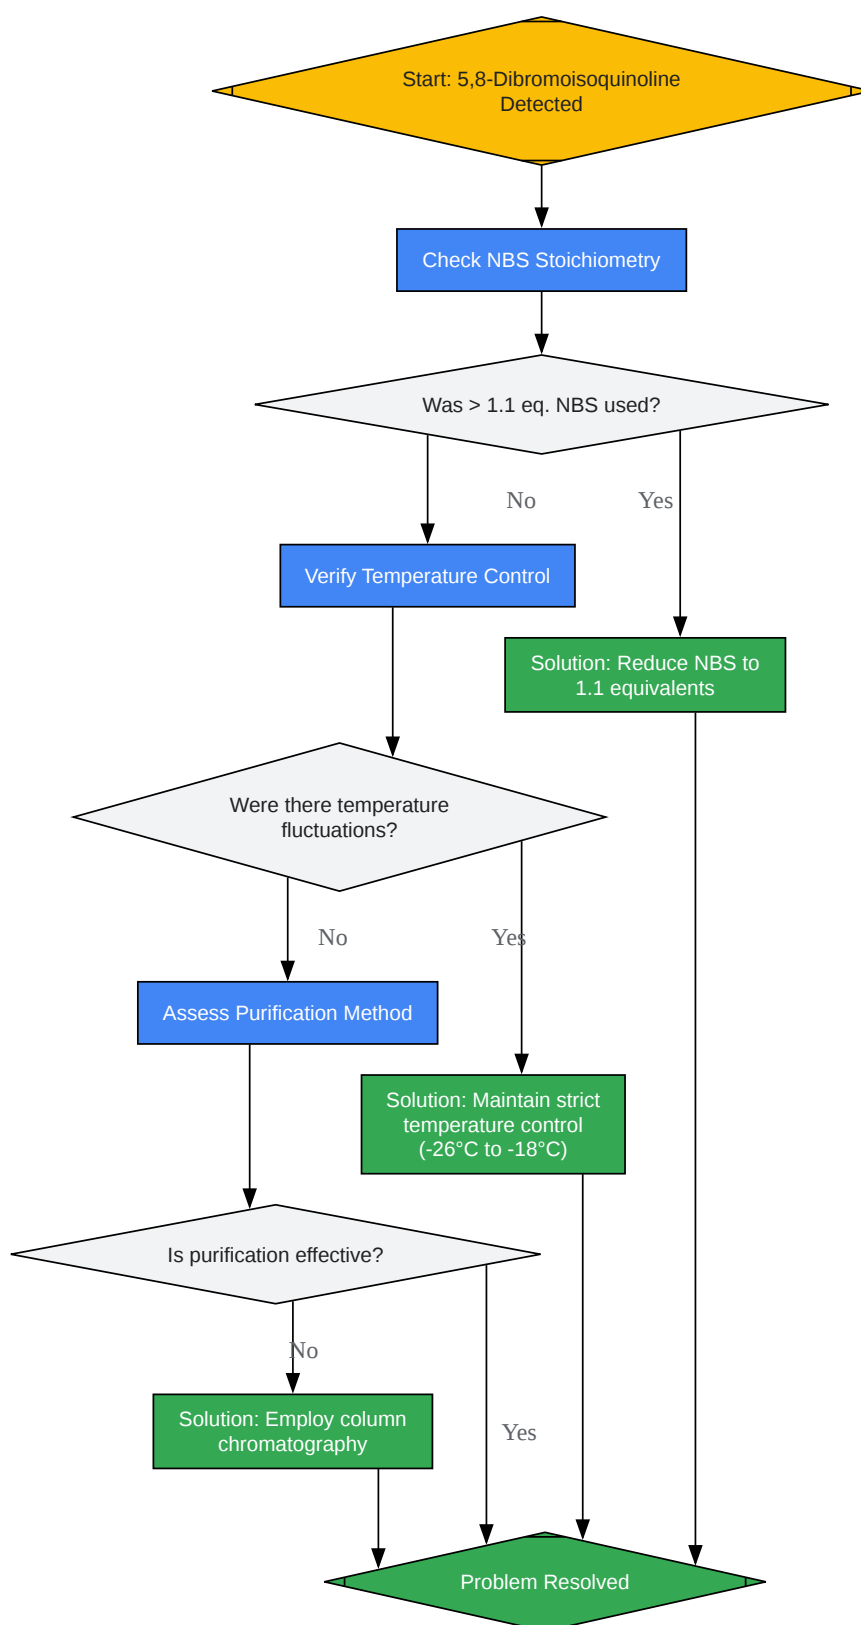 Start: 5,8-Dibromoisoquinoline
Detected
Check NBS Stoichiometry
Was > 1.1 eq. NBS used?
No
Yes
Verify Temperature Control
Solution: Reduce NBS to
1.1 equivalents
Were there temperature
fluctuations?
No
Yes
Assess Purification Method
Solution: Maintain strict
temperature control
(-26°C to -18°C)
Is purification effective?
No
Solution: Employ column
chromatography
Yes
Problem Resolved